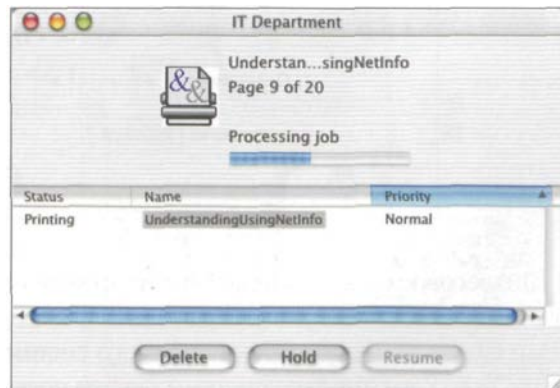 IT Department
Understan...singNetInfo
Page 9 of 20
Processing job
Status Name Priority
Printing UnderstandingUsingNetInfo Normal
Delete Hold Resume